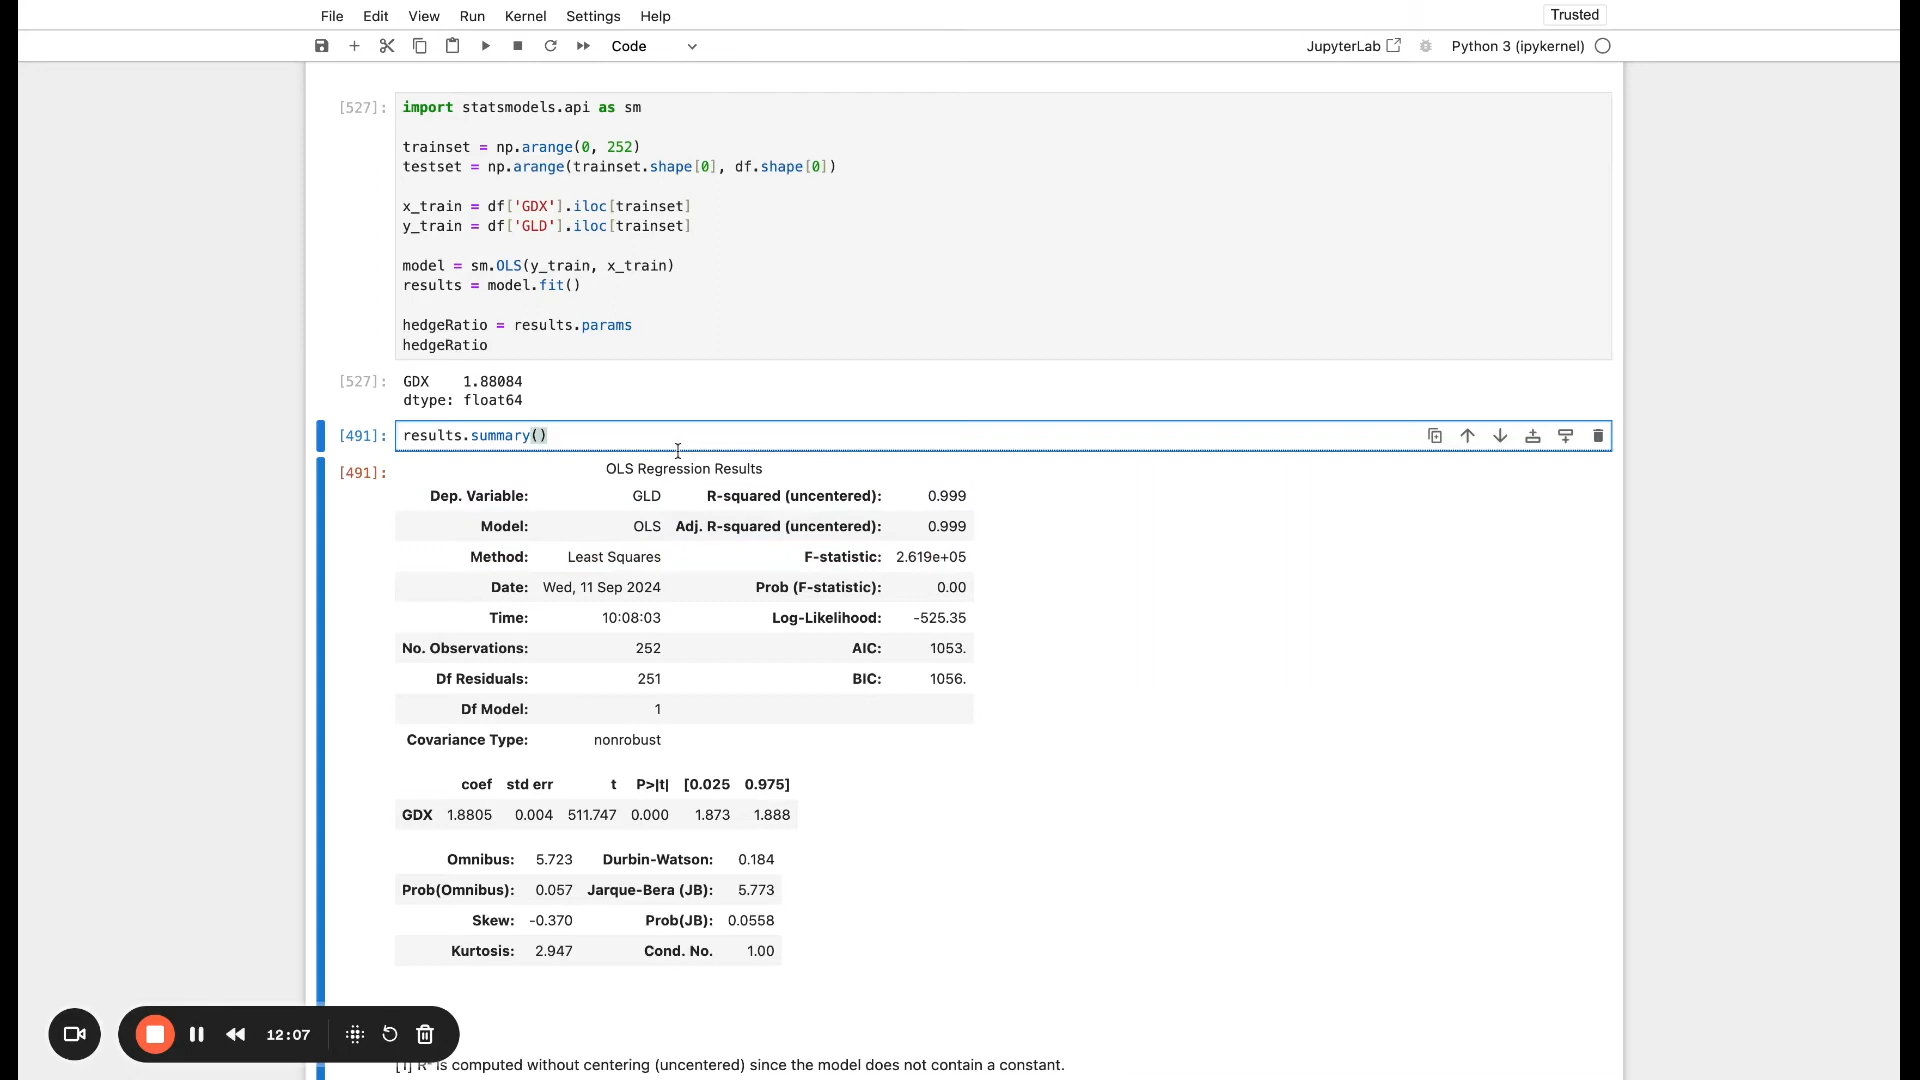 File Edit View Run Kernel Settings Help Trusted
Code JupyterLab Python 3 (ipykernel)
[527]: import statsmodels.api as sm
trainset = np.arange(0, 252)
testset = np.arange(trainset.shape[0], df.shape[0])
x_train = df['GDX'].iloc[trainset]
y_train = df['GLD'].iloc[trainset]
model = sm.OLS(y_train, x_train)
results = model.fit()
hedgeRatio = results.params
hedgeRatio
[527]: GDX 1.88084
dtype: float64
[491]: results.summary()
[491]: OLS Regression Results
Dep. Variable: GLD R-squared (uncentered): 0.999
Model: OLS Adj. R-squared (uncentered): 0.999
Method: Least Squares F-statistic: 2.619e+05
Date: Wed, 11 Sep 2024 Prob (F-statistic): 0.00
Time: 10:08:03 Log-Likelihood: -525.35
No. Observations: 252 AIC: 1053.
Df Residuals: 251 BIC: 1056.
Df Model: 1
Covariance Type: nonrobust
coef std err t P>|t| [0.025 0.975]
GDX 1.8805 0.004 511.747 0.000 1.873 1.888
Omnibus: 5.723 Durbin-Watson: 0.184
Prob(Omnibus): 0.057 Jarque-Bera (JB): 5.773
Skew: -0.370 Prob(JB): 0.0558
Kurtosis: 2.947 Cond. No. 1.00
12:07
[1] R² is computed without centering (uncentered) since the model does not contain a constant.